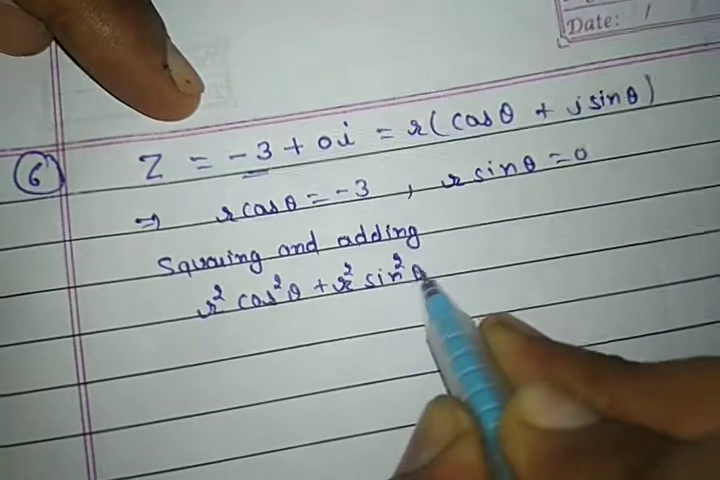 Date: /
6 Z = -3 + 0i = r(cosθ + i sinθ)
⇒ r cosθ = -3 , r sinθ = 0
Squaring and adding
r² cos²θ + r² sin²θ